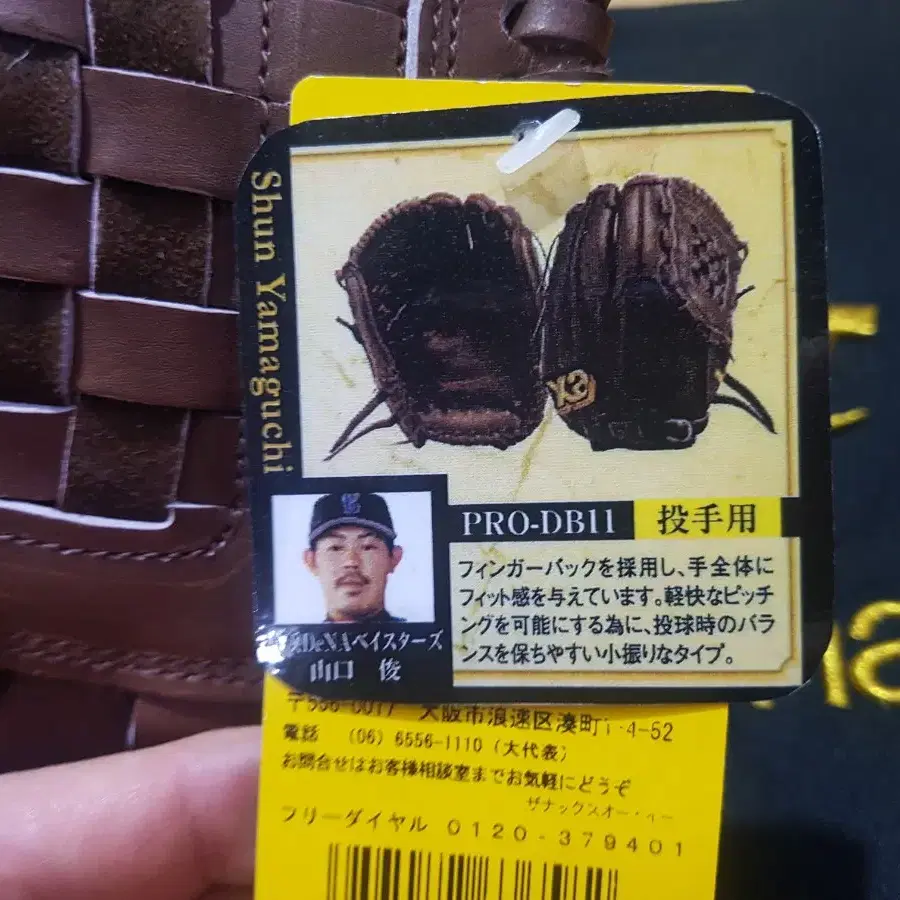 Shun Yamaguchi
PRO-DB11
投手用
フィンガーバックを採用し、手全体に
フィット感を与えています。軽快なピッチ
ングを可能にする為に、投球時のバラ
ンスを保ちやすい小振りなタイプ。
DeNAベイスターズ
山口 俊
〒556-0017 大阪市浪速区湊町1-4-52
電話 (06) 6556-1110 (大代表)
お問合せはお客様相談室までお気軽にどうぞ
ザナックスオー・イー
フリーダイヤル 0120-379401